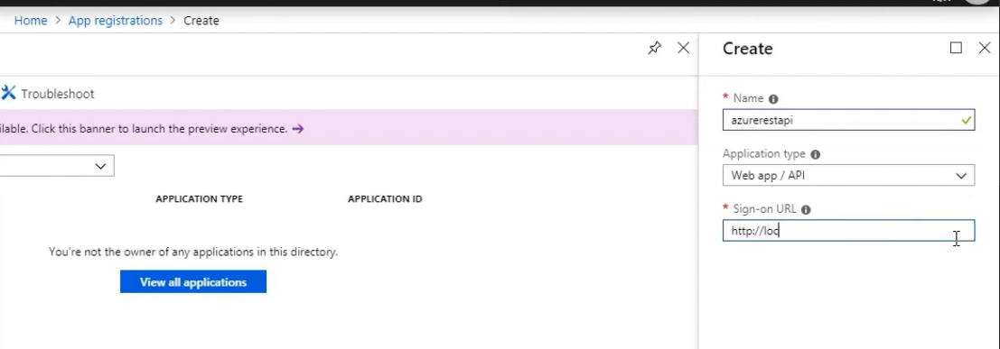 Home > App registrations > Create
Create
Troubleshoot
ilable. Click this banner to launch the preview experience. →
APPLICATION TYPE APPLICATION ID
You're not the owner of any applications in this directory.
View all applications
* Name
azurerestapi
Application type
Web app / API
* Sign-on URL
http://loc